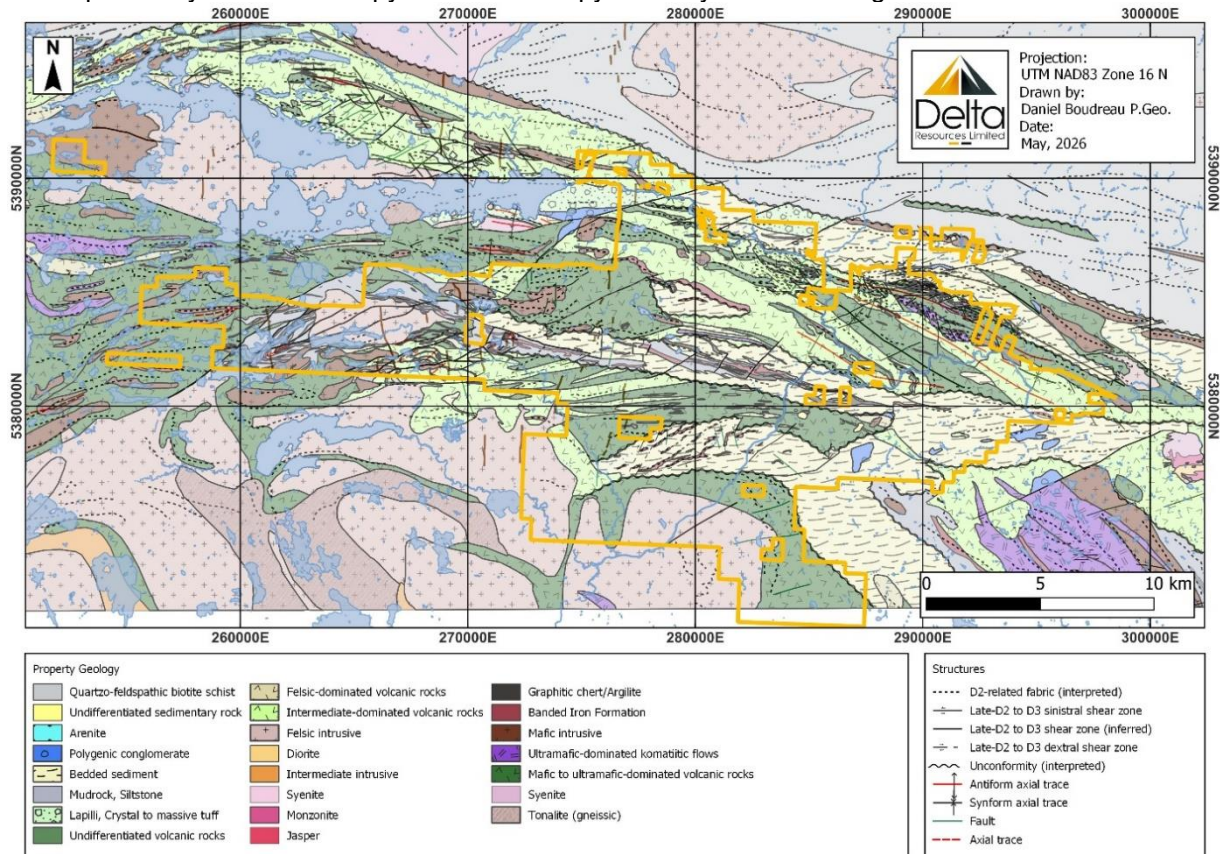 260000E 270000E 280000E 290000E 300000E
N
Delta
Resources Limited
Projection:
UTM NAD83 Zone 16 N
Drawn by:
Daniel Boudreau P.Geo.
Date:
May, 2026
5390000N
5390000N
5380000N
5380000N
0 5 10 km
260000E 270000E 280000E 290000E 300000E
Property Geology
Quartzo-feldspathic biotite schist
Undifferentiated sedimentary rock
Arenite
Polygenic conglomerate
Bedded sediment
Mudrock, Siltstone
Lapilli, Crystal to massive tuff
Undifferentiated volcanic rocks
Felsic-dominated volcanic rocks
Intermediate-dominated volcanic rocks
Felsic intrusive
Diorite
Intermediate intrusive
Syenite
Monzonite
Jasper
Graphitic chert/Argilite
Banded Iron Formation
Mafic intrusive
Ultramafic-dominated komatiitic flows
Mafic to ultramafic-dominated volcanic rocks
Syenite
Tonalite (gneissic)
Structures
D2-related fabric (interpreted)
Late-D2 to D3 sinistral shear zone
Late-D2 to D3 shear zone (inferred)
Late-D2 to D3 dextral shear zone
Unconformity (interpreted)
Antiform axial trace
Synform axial trace
Fault
Axial trace